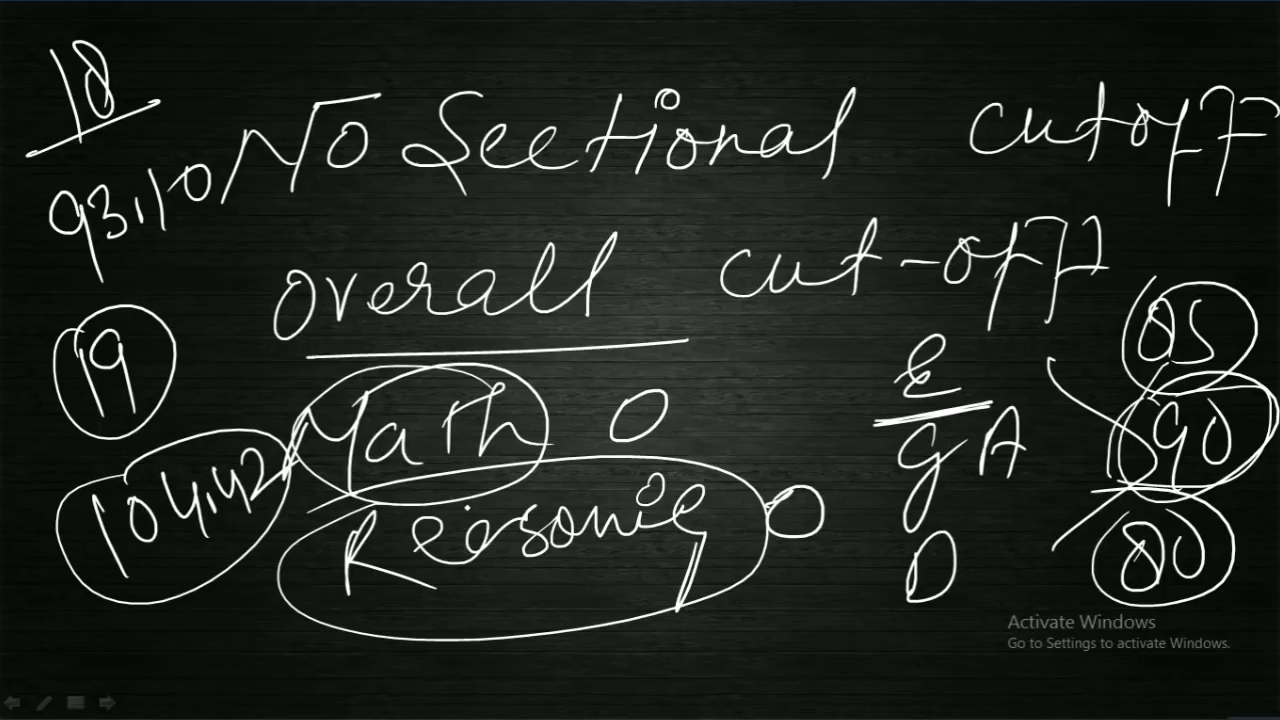 18
No Sectional cutoff
93.10
overall cut-off
19
85
Math 0
E
GA
90
104.42
Reasonig 0
D
80
Activate Windows
Go to Settings to activate Windows.